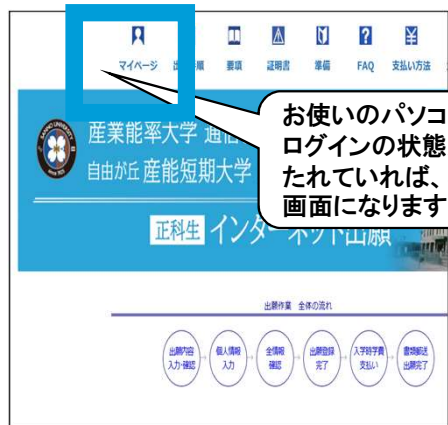 マイページ
要項
証明書
準備
FAQ
支払い方法
お使いのパソコ
ログインの状態
たれていれば、
画面になります
産業能率大学 通信
自由が丘 産能短期大学
正科生 インターネット出願
出願作業 全体の流れ
出願内容
入力・確認
個人情報
入力
全情報
確認
出願登録
完了
入学時学費
支払い
書類郵送
出願完了